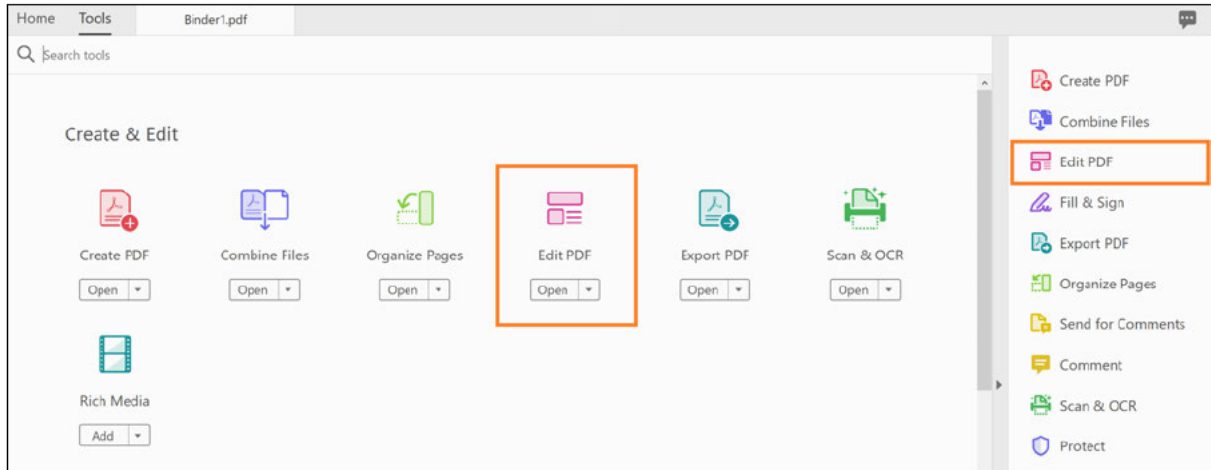 Home Tools Binder1.pdf
Search tools
Create & Edit
Create PDF Combine Files Organize Pages Edit PDF Export PDF Scan & OCR
Open Open Open Open Open Open
Rich Media
Add
Create PDF
Combine Files
Edit PDF
Fill & Sign
Export PDF
Organize Pages
Send for Comments
Comment
Scan & OCR
Protect